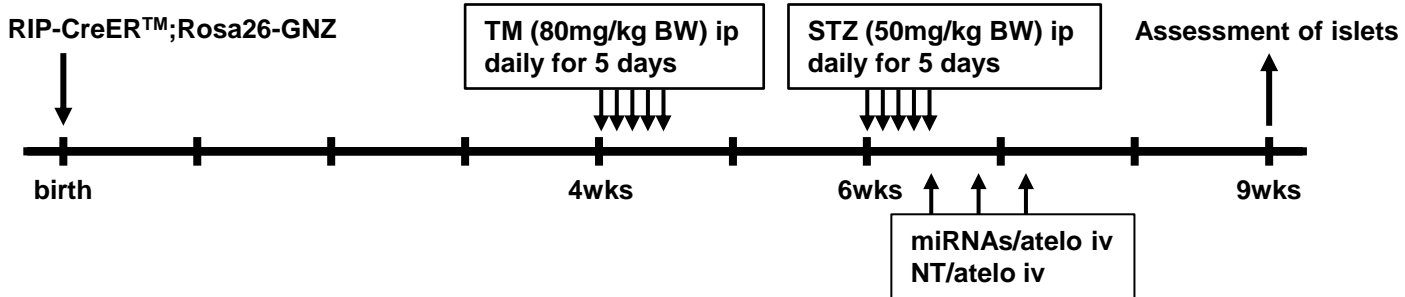 RIP-CreER™;Rosa26-GNZ
TM (80mg/kg BW) ip
daily for 5 days
STZ (50mg/kg BW) ip
daily for 5 days
Assessment of islets
birth
4wks
6wks
9wks
miRNAs/atelo iv
NT/atelo iv